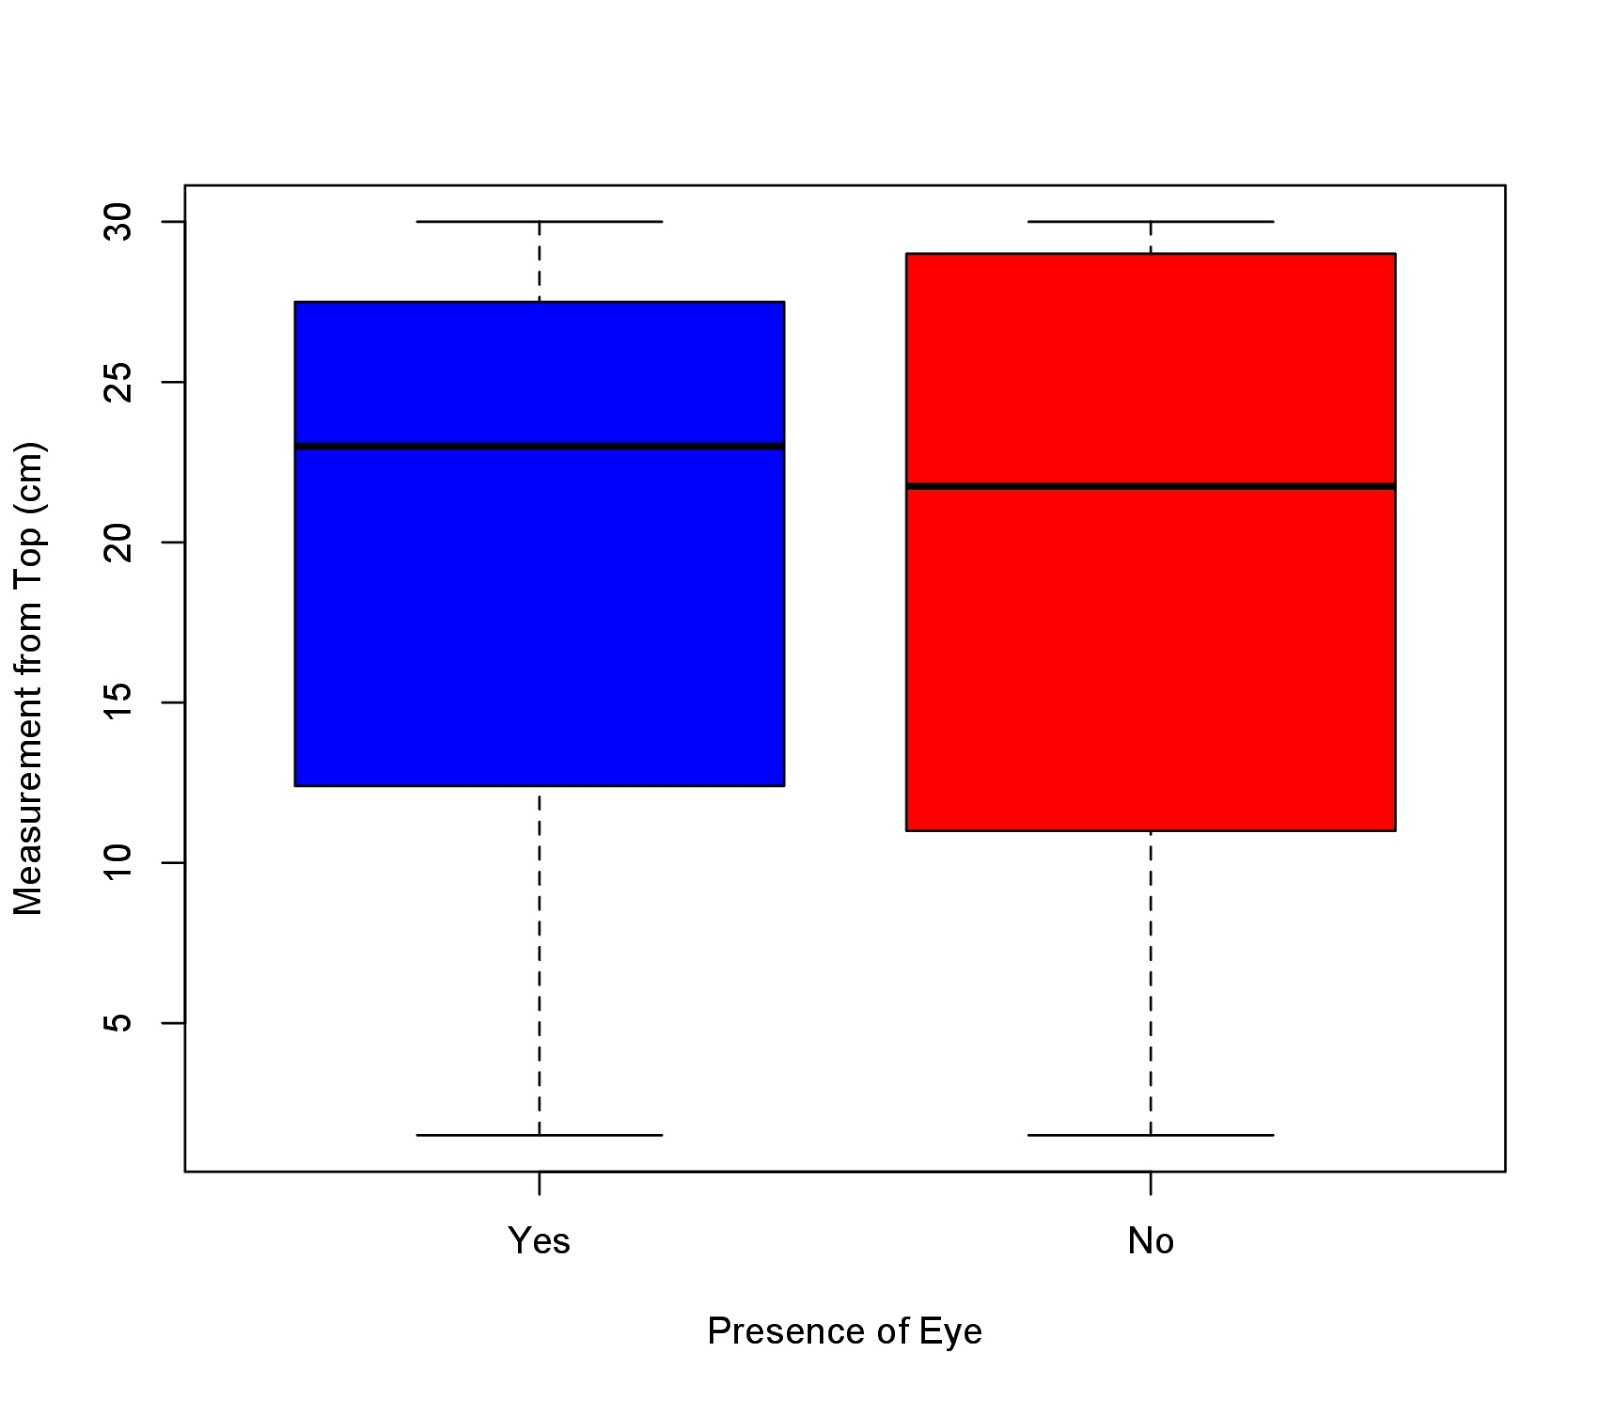 Measurement from Top (cm)
30
25
20
15
10
5
Yes No
Presence of Eye